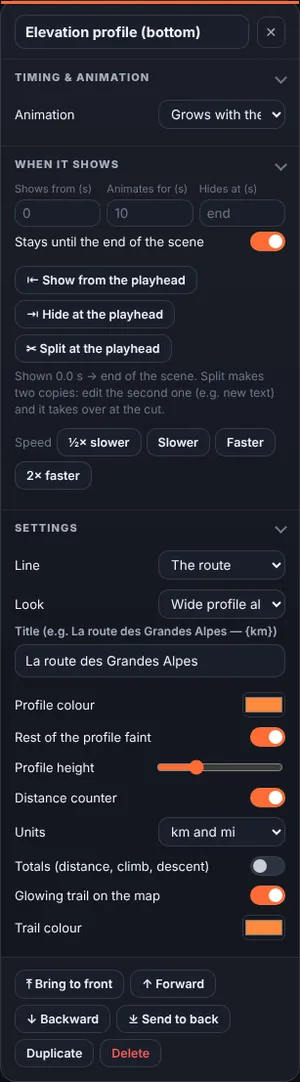 Elevation profile (bottom)
✕
TIMING & ANIMATION
Animation
Grows with the
WHEN IT SHOWS
Shows from (s) Animates for (s) Hides at (s)
0 10 end
Stays until the end of the scene
⇤ Show from the playhead
⇥ Hide at the playhead
✂ Split at the playhead
Shown 0.0 s → end of the scene. Split makes
two copies: edit the second one (e.g. new text)
and it takes over at the cut.
Speed ½× slower Slower Faster
2× faster
SETTINGS
Line The route
Look Wide profile al
Title (e.g. La route des Grandes Alpes — {km})
La route des Grandes Alpes
Profile colour
Rest of the profile faint
Profile height
Distance counter
Units km and mi
Totals (distance, climb, descent)
Glowing trail on the map
Trail colour
⤒ Bring to front ↑ Forward
↓ Backward ⤓ Send to back
Duplicate Delete